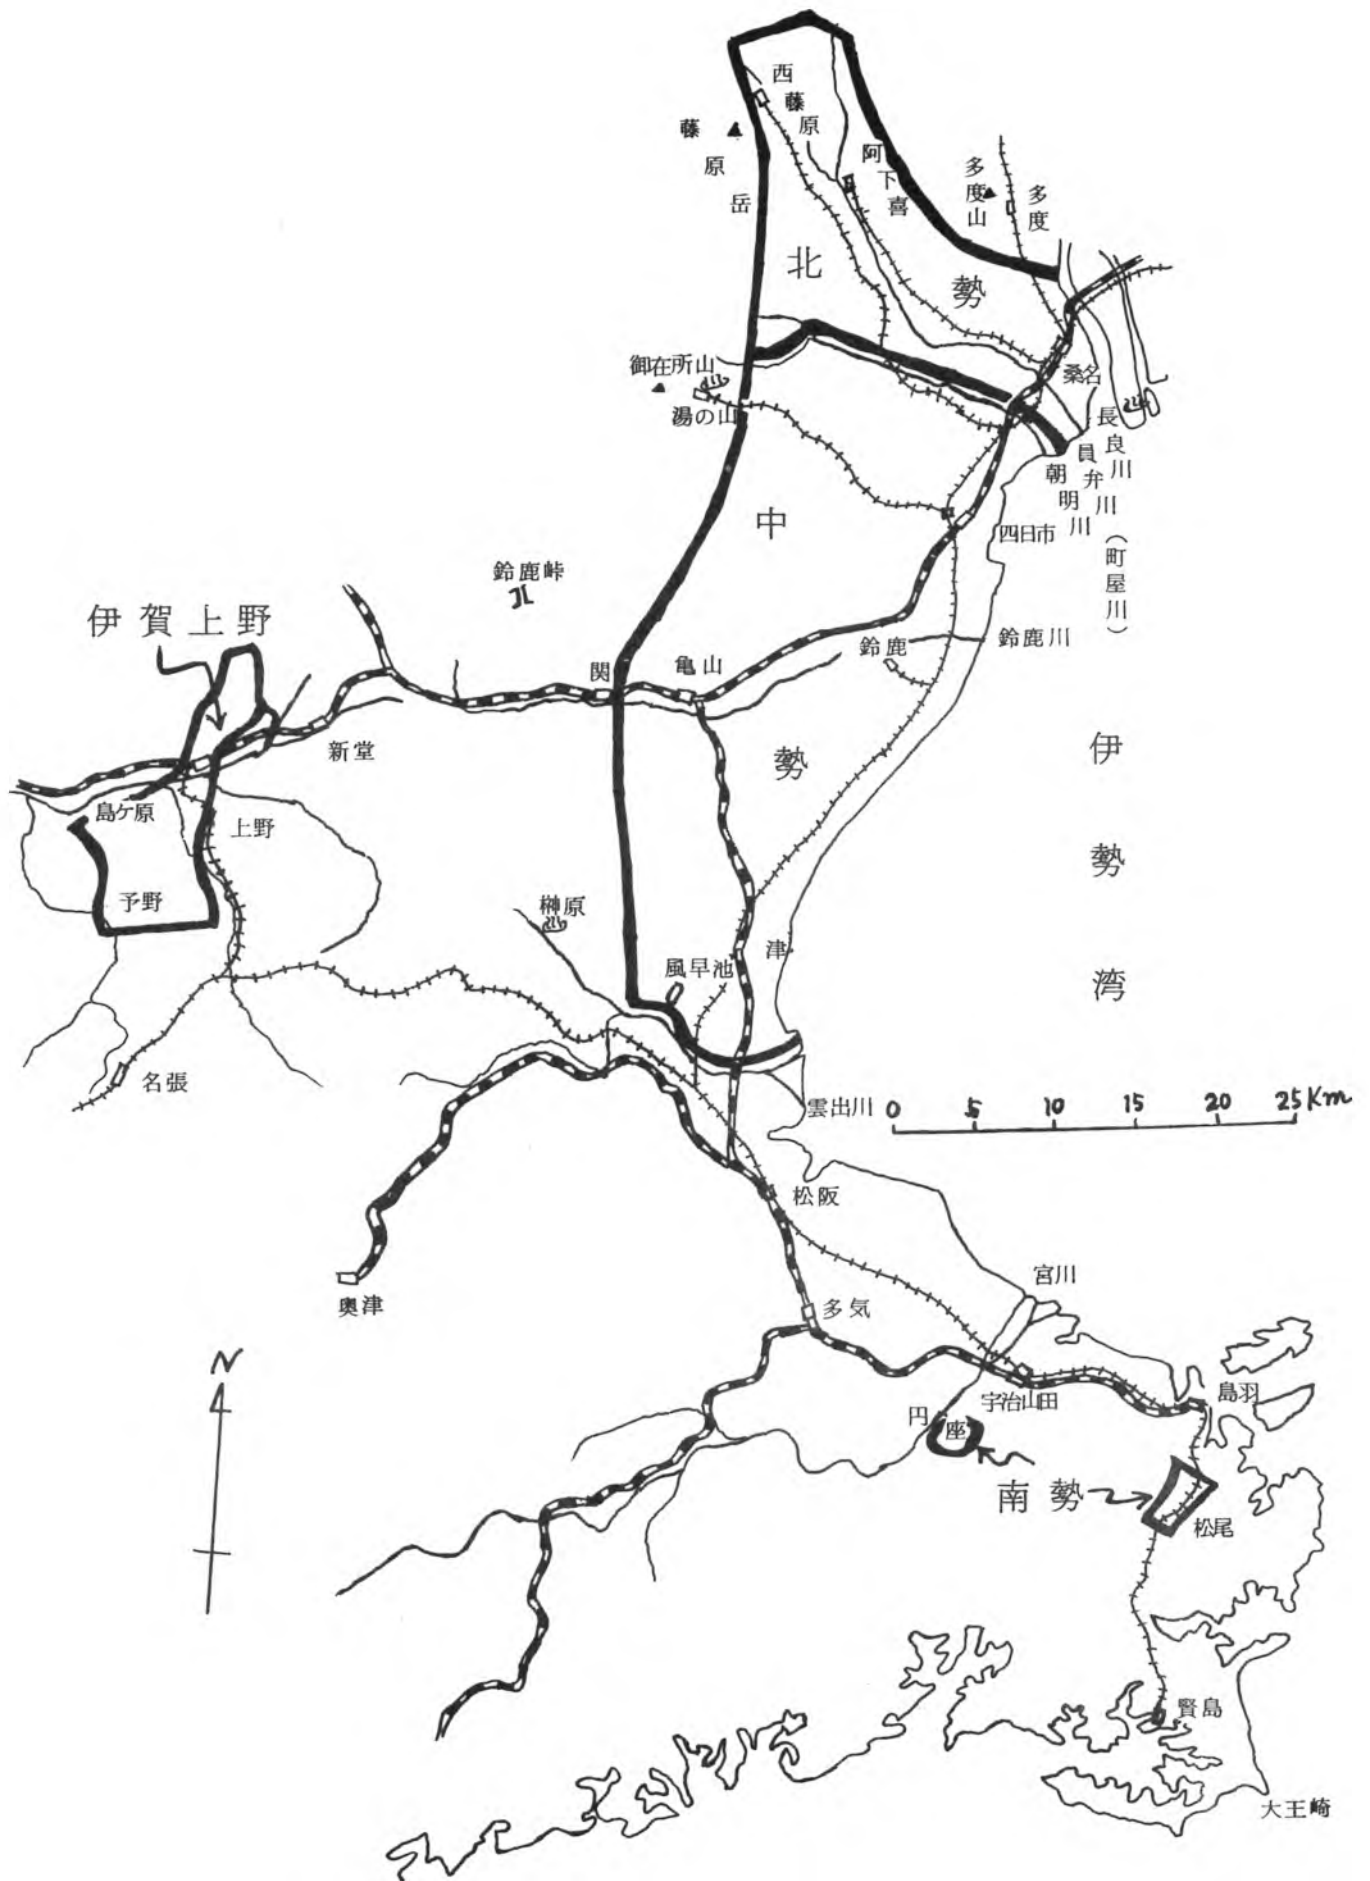 西藤原
藤原岳
阿下喜
多度山
多度
北勢
御在所山
湯の山
桑名
長良川
員弁川
(町屋川)
朝明川
四日市
中勢
鈴鹿峠
伊賀上野
関
亀山
鈴鹿
鈴鹿川
新堂
島ケ原
上野
予野
伊勢湾
榊原
風早池
津
名張
雲出川
0 5 10 15 20 25Km
松阪
奥津
多気
宮川
N
宇治山田
円座
鳥羽
南勢
松尾
賢島
大王崎